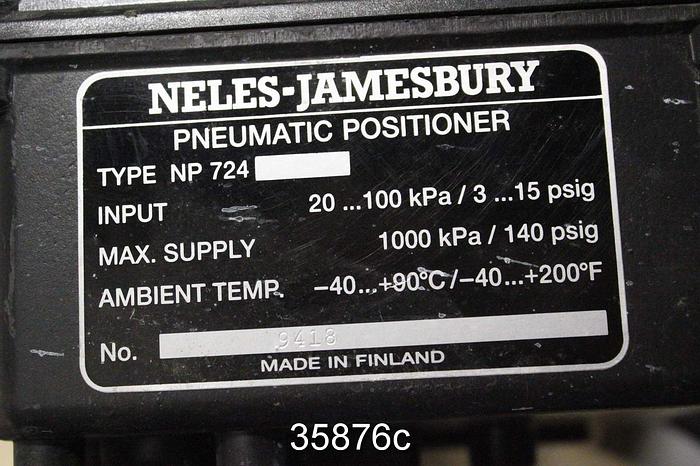 NELES-JAMESBURY
PNEUMATIC POSITIONER
TYPE NP 724
INPUT 20 ...100 kPa / 3 ...15 psig
MAX. SUPPLY 1000 kPa / 140 psig
AMBIENT TEMP. –40...+90°C/–40...+200°F
No. 9418
MADE IN FINLAND
35876c